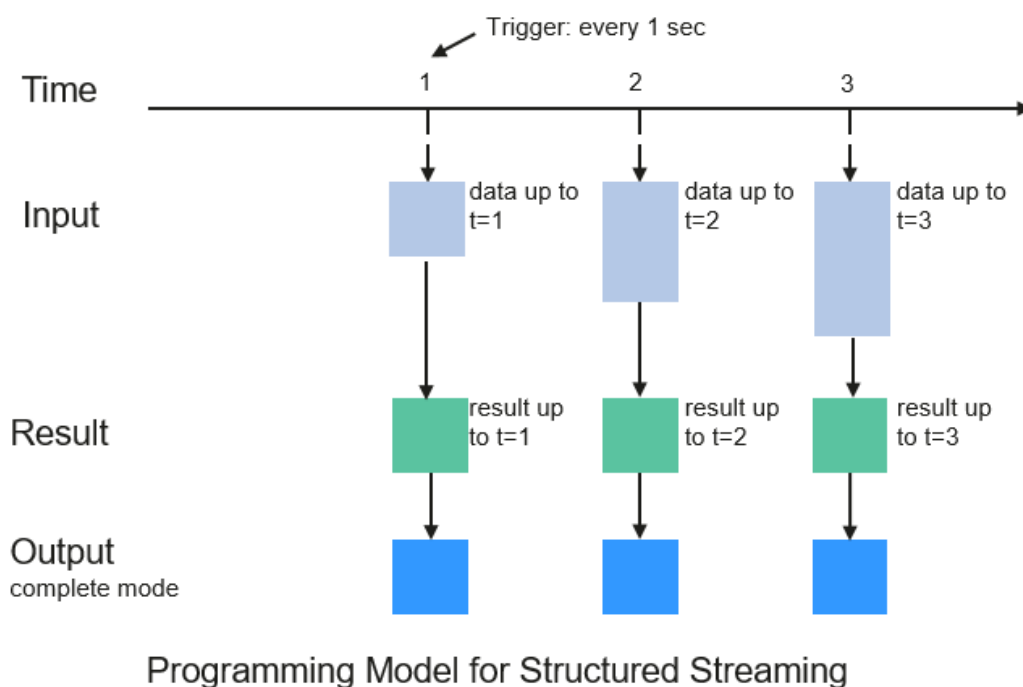 Trigger: every 1 sec
Time
1
2
3
Input
data up to
t=1
data up to
t=2
data up to
t=3
Result
result up
to t=1
result up
to t=2
result up
to t=3
Output
complete mode
Programming Model for Structured Streaming